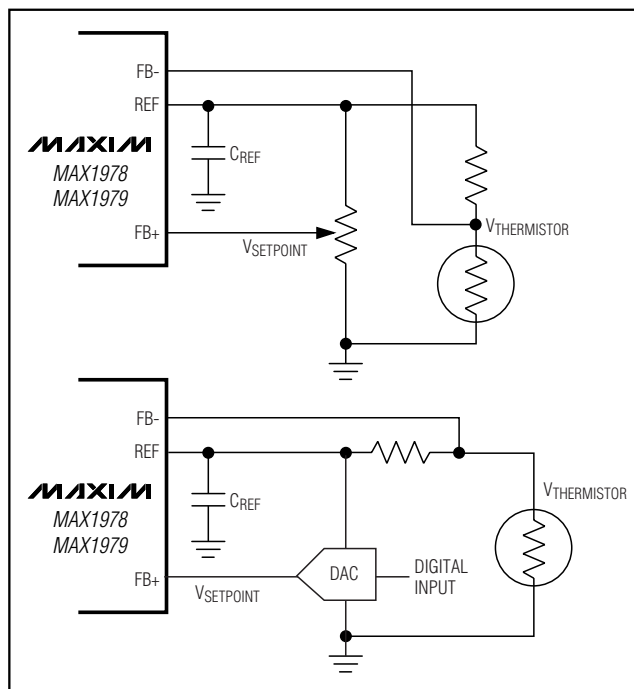 FB-
REF
MAXIM
MAX1978
MAX1979
FB+
CREF
VSETPOINT
VTHERMISTOR
FB-
REF
MAXIM
MAX1978
MAX1979
FB+
CREF
VSETPOINT
DAC
DIGITAL
INPUT
VTHERMISTOR